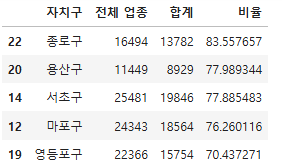 자치구 전체 업종 합계 비율
22 종로구 16494 13782 83.557657
20 용산구 11449 8929 77.989344
14 서초구 25481 19846 77.885483
12 마포구 24343 18564 76.260116
19 영등포구 22366 15754 70.437271